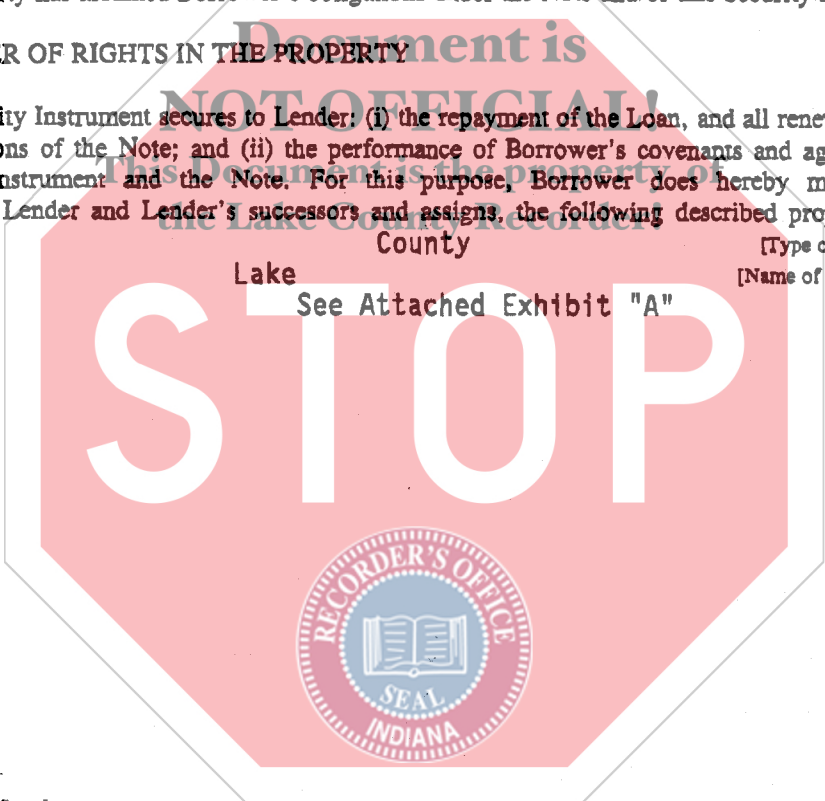 Document is
R OF RIGHTS IN THE PROPERTY
NOT OFFICIAL!
ity Instrument secures to Lender: (i) the repayment of the Loan, and all rene
ons of the Note; and (ii) the performance of Borrower's covenants and ag
This Document is the property of
nstrument and the Note. For this purpose, Borrower does hereby m
the Lake County Recorder!
Lender and Lender's successors and assigns, the following described pro
County [Type o
Lake [Name of
See Attached Exhibit "A"
STOP
RECORDER'S OFFICE
SEAL
INDIANA